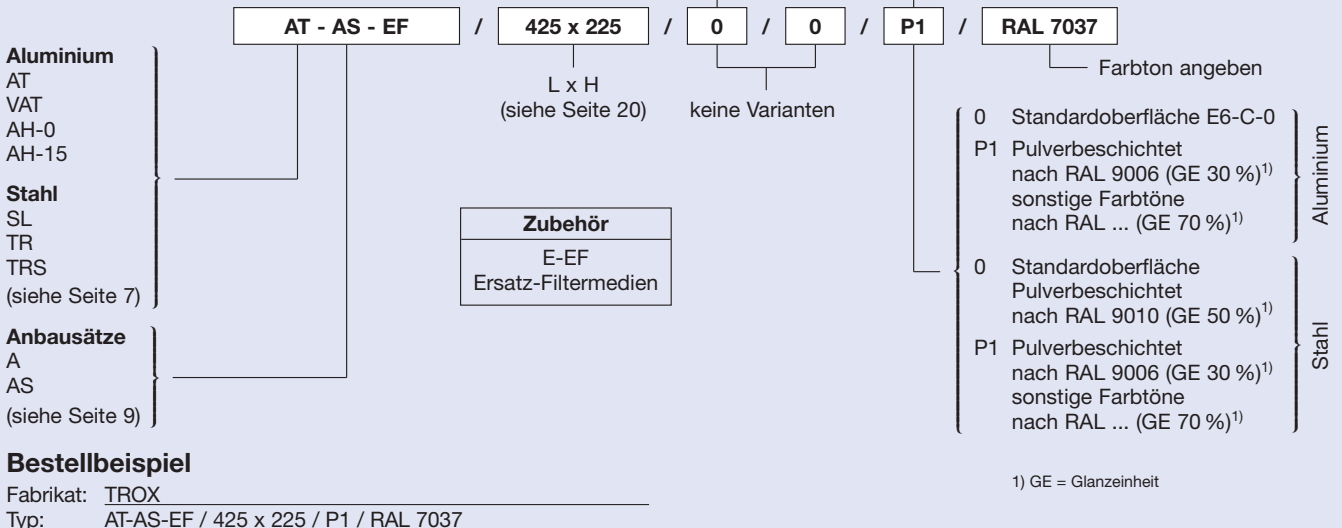 AT - AS - EF / 425 x 225 / 0 / 0 / P1 / RAL 7037
Aluminium
AT
VAT
AH-0
AH-15
Stahl
SL
TR
TRS
(siehe Seite 7)
Anbausätze
A
AS
(siehe Seite 9)
L x H
(siehe Seite 20)
keine Varianten
Farbton angeben
Zubehör
E-EF
Ersatz-Filtermedien
0 Standardoberfläche E6-C-0
P1 Pulverbeschichtet
nach RAL 9006 (GE 30 %)1)
sonstige Farbtöne
nach RAL ... (GE 70 %)1)
Aluminium
0 Standardoberfläche
Pulverbeschichtet
nach RAL 9010 (GE 50 %)1)
P1 Pulverbeschichtet
nach RAL 9006 (GE 30 %)1)
sonstige Farbtöne
nach RAL ... (GE 70 %)1)
Stahl
1) GE = Glanzeinheit
Bestellbeispiel
Fabrikat: TROX
Typ: AT-AS-EF / 425 x 225 / P1 / RAL 7037